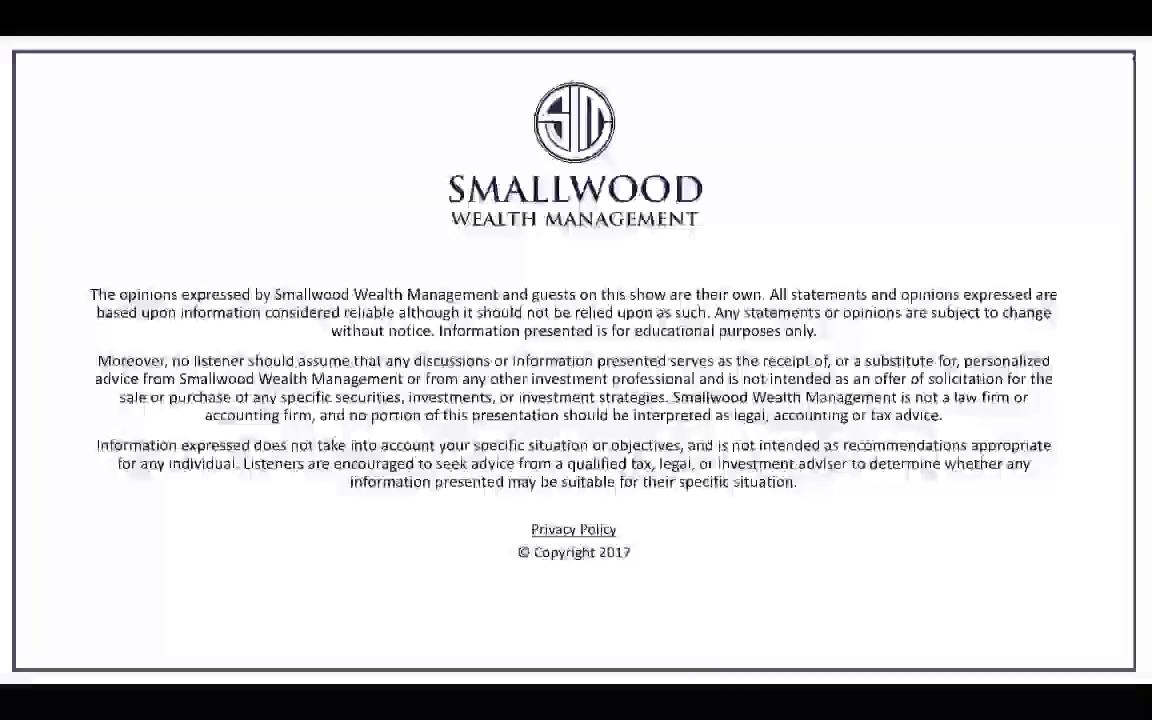 SMALLWOOD
WEALTH MANAGEMENT
The opinions expressed by Smallwood Wealth Management and guests on this show are their own. All statements and opinions expressed are
based upon information considered reliable although it should not be relied upon as such. Any statements or opinions are subject to change
without notice. Information presented is for educational purposes only.
Moreover, no listener should assume that any discussions or information presented serves as the receipt of, or a substitute for, personalized
advice from Smallwood Wealth Management or from any other investment professional and is not intended as an offer of solicitation for the
sale or purchase of any specific securities, investments, or investment strategies. Smallwood Wealth Management is not a law firm or
accounting firm, and no portion of this presentation should be interpreted as legal, accounting or tax advice.
Information expressed does not take into account your specific situation or objectives, and is not intended as recommendations appropriate
for any individual. Listeners are encouraged to seek advice from a qualified tax, legal, or investment adviser to determine whether any
information presented may be suitable for their specific situation.
Privacy Policy
© Copyright 2017